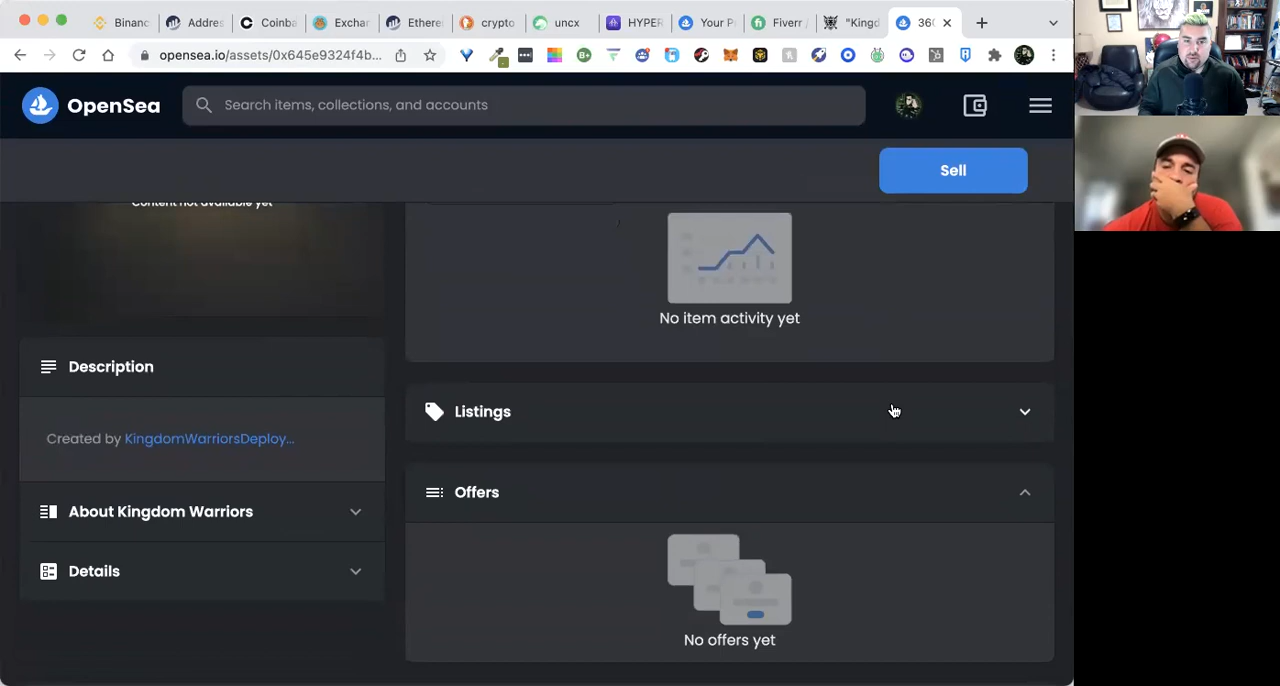 Binanc
Addres
Coinba
Exchar
Ethere
crypto
uncx
HYPER
Your P
Fiverr
"Kingd
360
opensea.io/assets/0x645e9324f4b...
OpenSea
Search items, collections, and accounts
Sell
Content not available yet
No item activity yet
Description
Listings
Created by KingdomWarriorsDeploy...
Offers
About Kingdom Warriors
Details
No offers yet